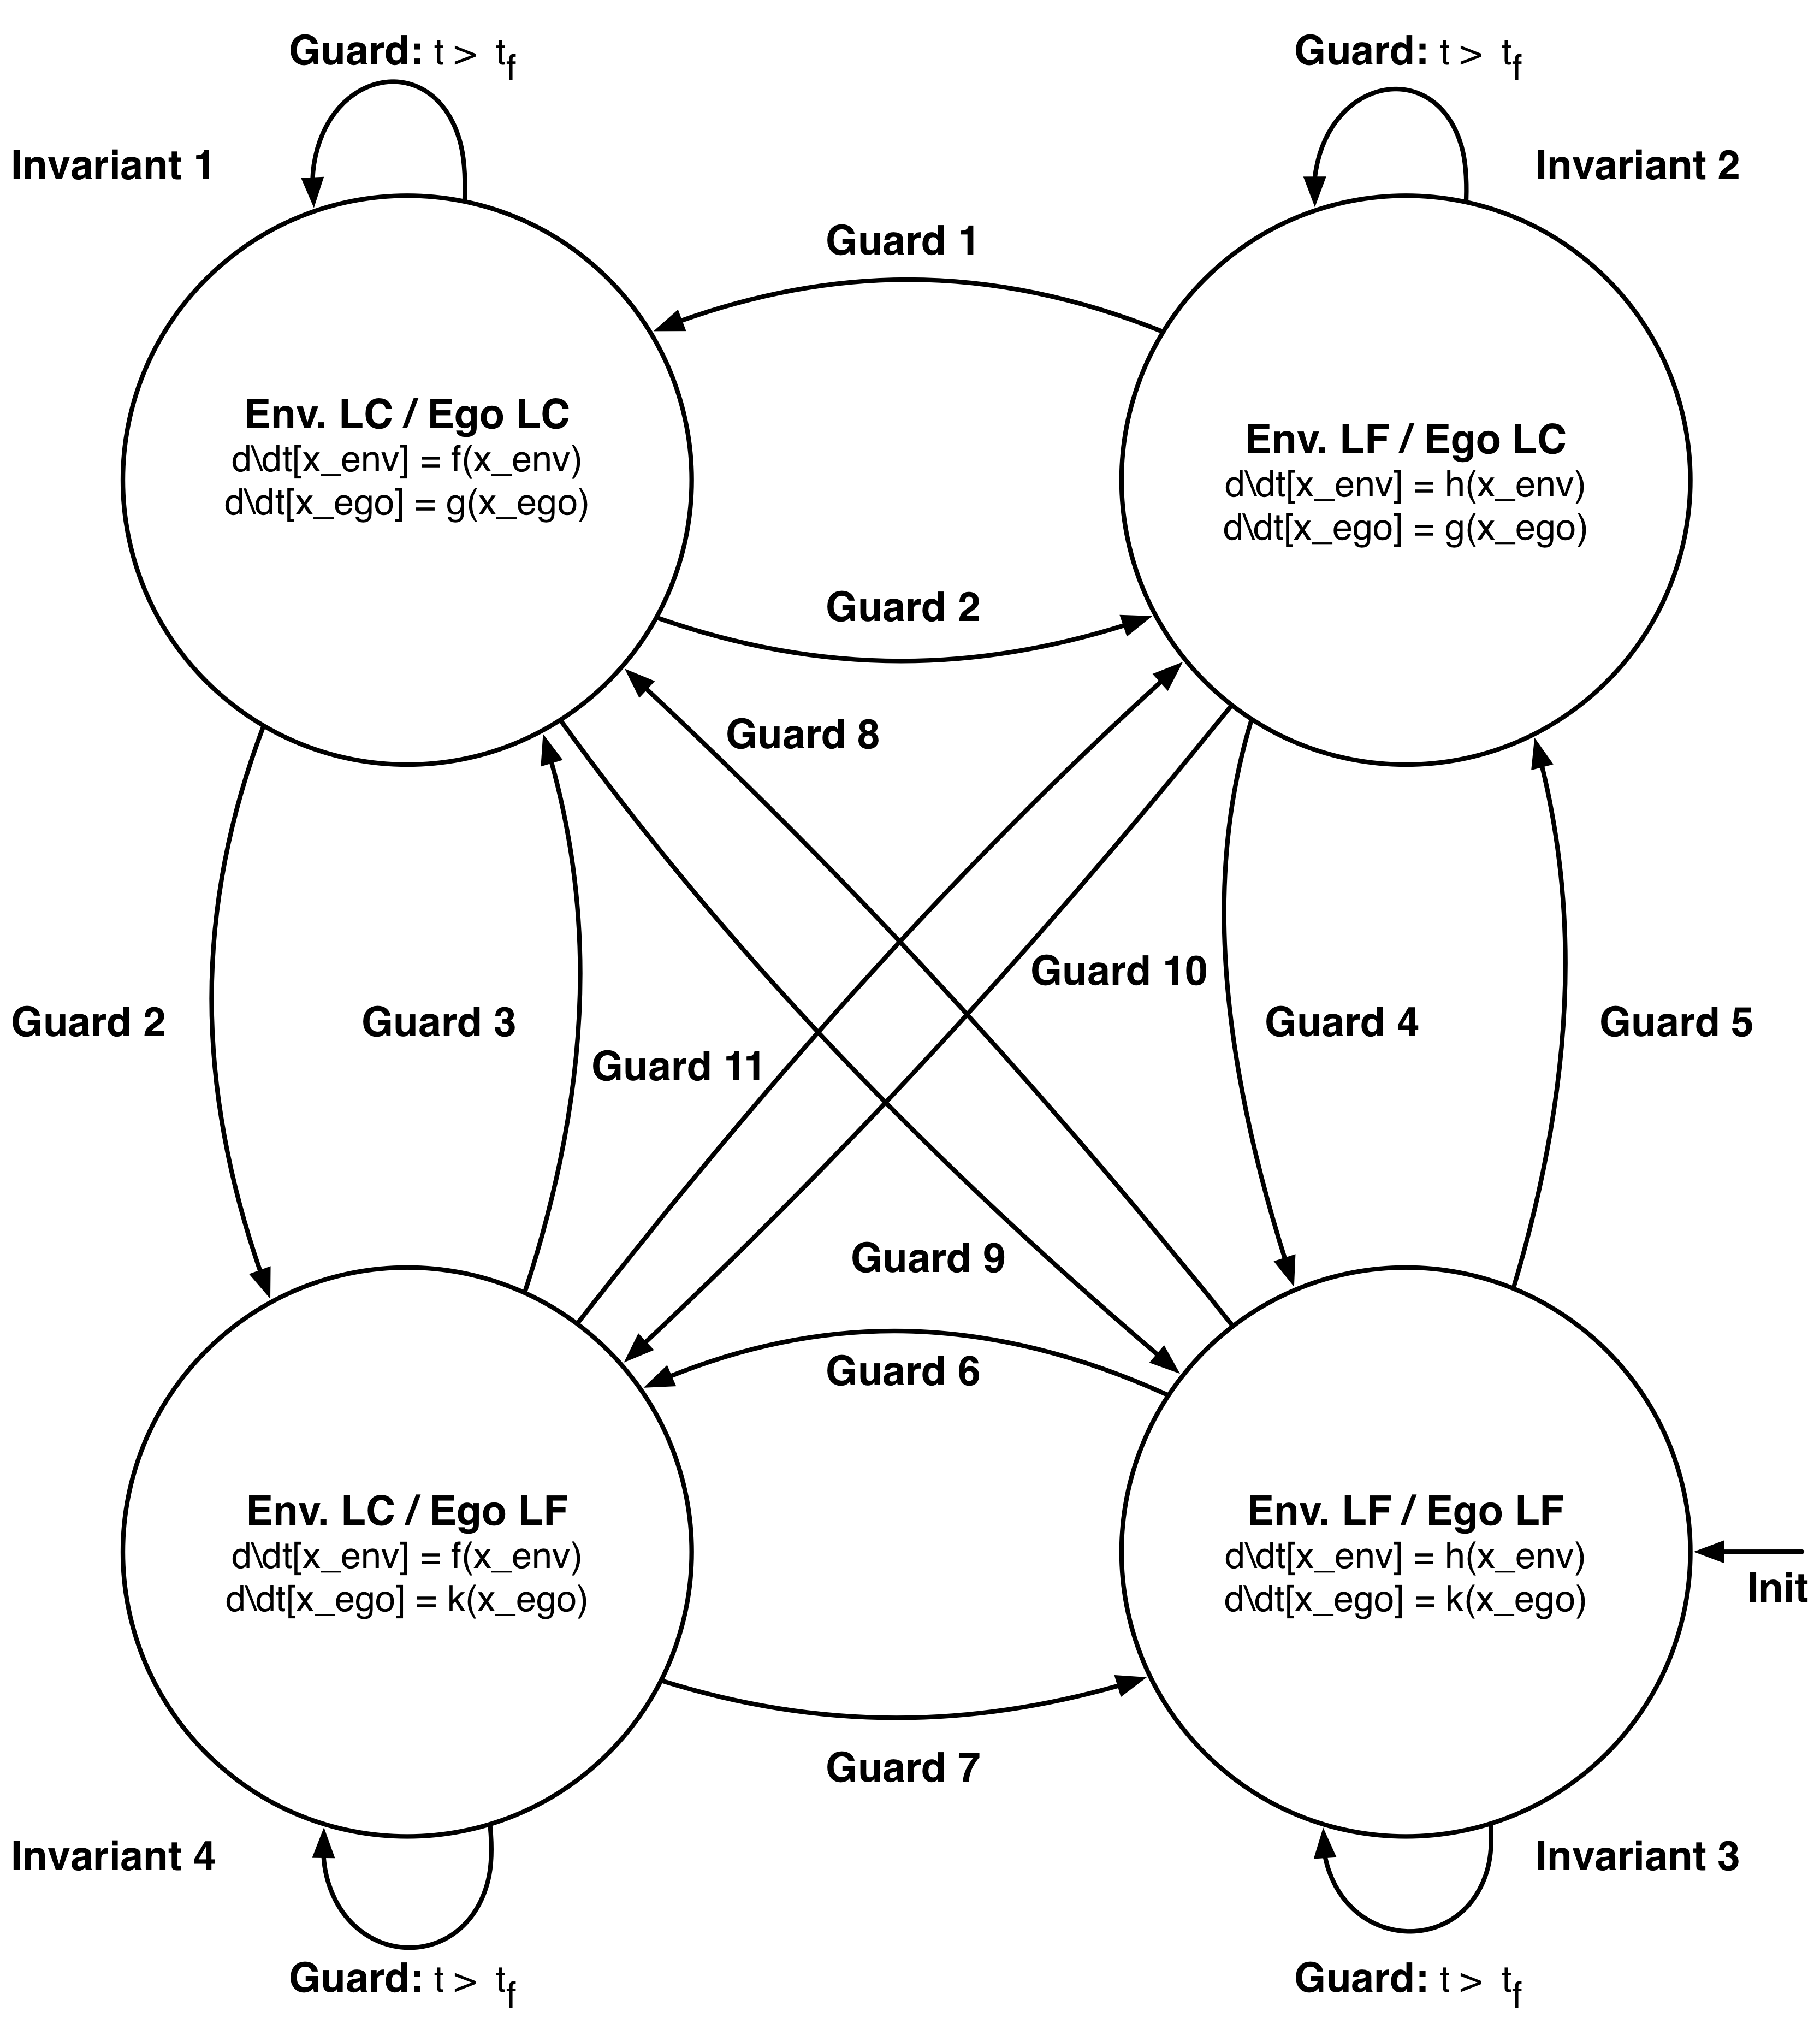 Guard: t > t_f
Guard: t > t_f
Invariant 1
Invariant 2
Guard 1
Env. LC / Ego LC
d\dt[x_env] = f(x_env)
d\dt[x_ego] = g(x_ego)
Env. LF / Ego LC
d\dt[x_env] = h(x_env)
d\dt[x_ego] = g(x_ego)
Guard 2
Guard 8
Guard 10
Guard 2
Guard 3
Guard 4
Guard 5
Guard 11
Guard 9
Guard 6
Env. LC / Ego LF
d\dt[x_env] = f(x_env)
d\dt[x_ego] = k(x_ego)
Env. LF / Ego LF
d\dt[x_env] = h(x_env)
d\dt[x_ego] = k(x_ego)
Init
Guard 7
Invariant 4
Invariant 3
Guard: t > t_f
Guard: t > t_f